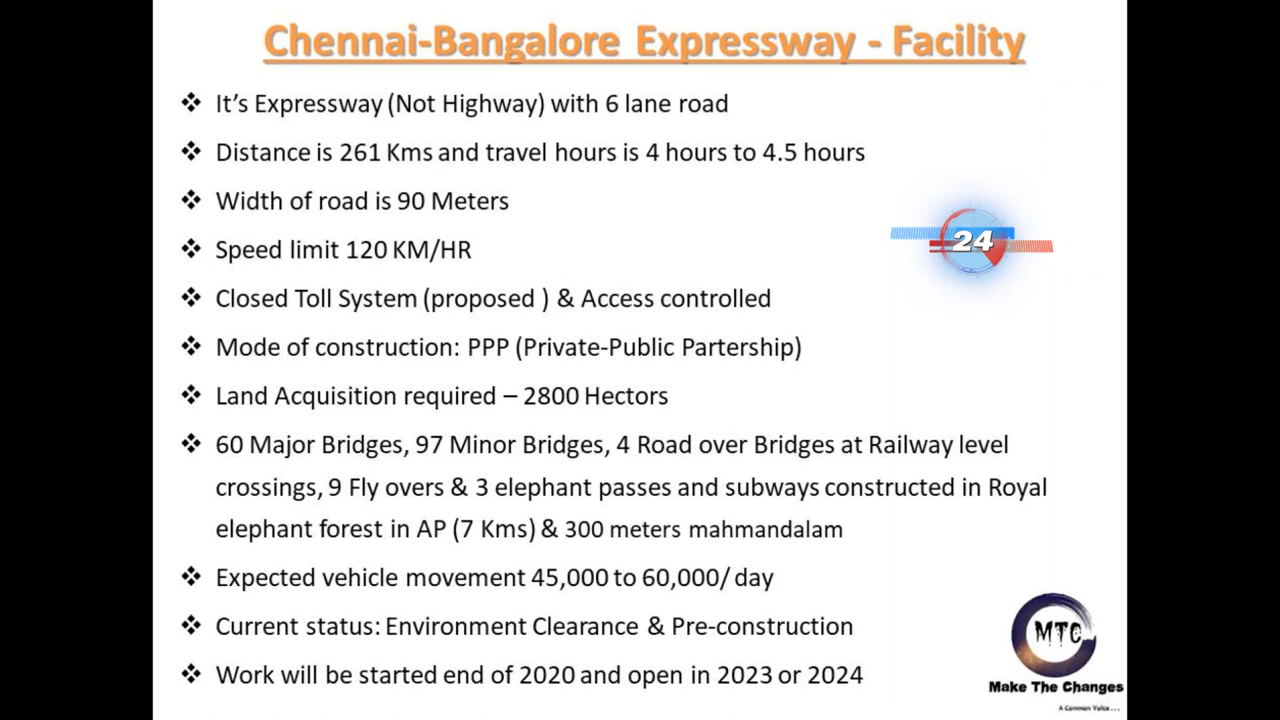 Chennai-Bangalore Expressway - Facility
❖ It's Expressway (Not Highway) with 6 lane road
❖ Distance is 261 Kms and travel hours is 4 hours to 4.5 hours
❖ Width of road is 90 Meters
❖ Speed limit 120 KM/HR
24
❖ Closed Toll System (proposed ) & Access controlled
❖ Mode of construction: PPP (Private-Public Partership)
❖ Land Acquisition required – 2800 Hectors
❖ 60 Major Bridges, 97 Minor Bridges, 4 Road over Bridges at Railway level
crossings, 9 Fly overs & 3 elephant passes and subways constructed in Royal
elephant forest in AP (7 Kms) & 300 meters mahmandalam
❖ Expected vehicle movement 45,000 to 60,000/ day
❖ Current status: Environment Clearance & Pre-construction
❖ Work will be started end of 2020 and open in 2023 or 2024
MTC
Make The Changes
A Common Voice...